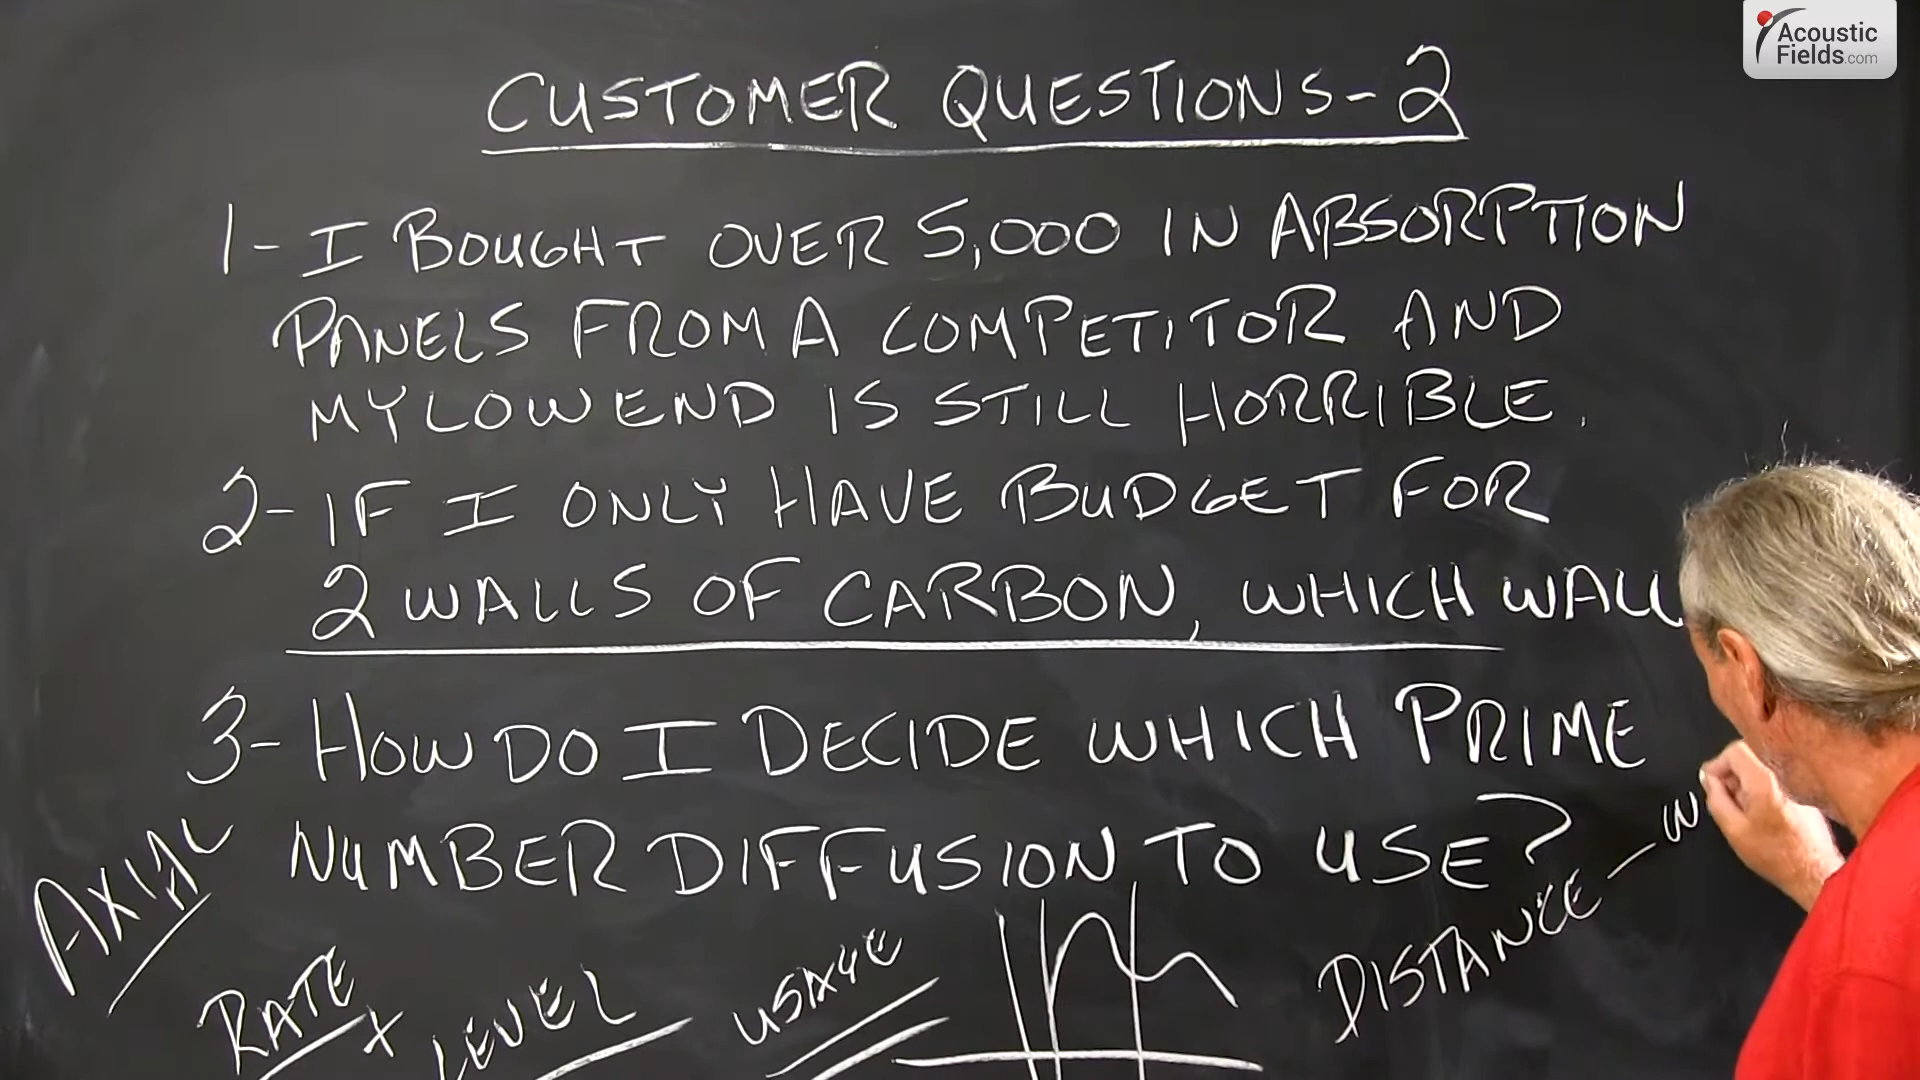 Acoustic
Fields.com
CUSTOMER QUESTIONS-2
1- I BOUGHT OVER 5,000 IN ABSORPTION
PANELS FROM A COMPETITOR AND
MY LOW END IS STILL HORRIBLE.
2- IF I ONLY HAVE BUDGET FOR
2 WALLS OF CARBON, WHICH WALL
3- HOW DO I DECIDE WHICH PRIME
NUMBER DIFFUSION TO USE?
AXIAL
RATE + LEVEL
USAGE
DISTANCE - W